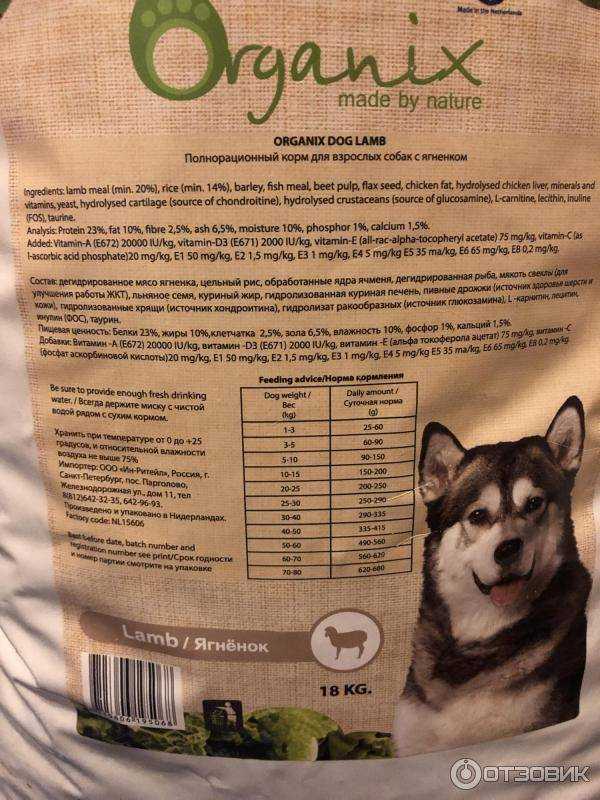 Made in the Netherlands
Organix
made by nature
ORGANIX DOG LAMB
Полнорационный корм для взрослых собак с ягненком
Ingredients: lamb meal (min. 20%), rice (min. 14%), barley, fish meal, beet pulp, flax seed, chicken fat, hydrolysed chicken liver, minerals and
vitamins, yeast, hydrolysed cartilage (source of chondroitine), hydrolysed crustaceans (source of glucosamine), L-carnitine, lecithin, inuline
(FOS), taurine.
Analysis: Protein 23%, fat 10%, fibre 2,5%, ash 6,5%, moisture 10%, phosphor 1%, calcium 1,5%.
Added: Vitamin-A (E672) 20000 IU/kg, vitamin-D3 (E671) 2000 IU/kg, vitamin-E (all-rac-alpha-tocopheryl acetate) 75 mg/kg, vitamin-C (as
l-ascorbic acid phosphate)20 mg/kg, E1 50 mg/kg, E2 1,5 mg/kg, E3 1 mg/kg, E4 5 mg/kg E5 35 ma/kg, E6 65 mg/kg, E8 0,2 mg/kg.
Состав: дегидрированное мясо ягненка, цельный рис, обработанные ядра ячменя, дегидрированная рыба, мякоть свеклы (для
улучшения работы ЖКТ), льняное семя, куриный жир, гидролизованная куриная печень, пивные дрожжи (источник здоровье шерсти и
кожи), гидролизованные хрящи (источник хондроитина), гидролизат ракообразных (источник глюкозамина), L -карнитин, лецитин,
инулин (ФОС), таурин.
Пищевая ценность: Белки 23%, жиры 10%,клетчатка 2,5%, зола 6,5%, влажность 10%, фосфор 1%, кальций 1,5%.
Добавки: Витамин -А (E672) 20000 IU/kg, витамин -D3 (E671) 2000 IU/kg, витамин -Е (альфа токоферола ацетат) 75 mg/kg, витамин -С
(фосфат аскорбиновой кислоты)20 mg/kg, E1 50 mg/kg, E2 1,5 mg/kg, E3 1 mg/kg, E4 5 mg/kg E5 35 ma/kg, E6 65 mg/kg, E8 0,2 mg/kg.
Be sure to provide enough fresh drinking
water. / Всегда держите миску с чистой
водой рядом с сухим кормом.
Хранить при температуре от 0 до +25
градусов, и относительной влажности
воздуха не выше 75%
Импортер: ООО «Ин-Ритейл», Россия, г.
Санкт-Петербург, пос. Парголово,
Железнодорожная ул., дом 11, тел
8(812)642-32-35, 642-96-93.
Произведено и упаковано в Нидерландах.
Factory code: NL15606
Best before date, batch number and
registration number see print/Срок годности
и номер партии смотрите на упаковке
Feeding advice/Норма кормления
Dog weight / Вес (kg) Daily amount / Суточная норма (g)
1-3 25-60
3-5 60-90
5-10 90-150
10-15 150-200
20-25 200-250
25-30 250-290
30-40 290-335
40-50 335-415
50-60 490-560
60-70 560-620
70-80 620-680
Lamb / Ягнёнок
18 KG.
ОТЗОВИК